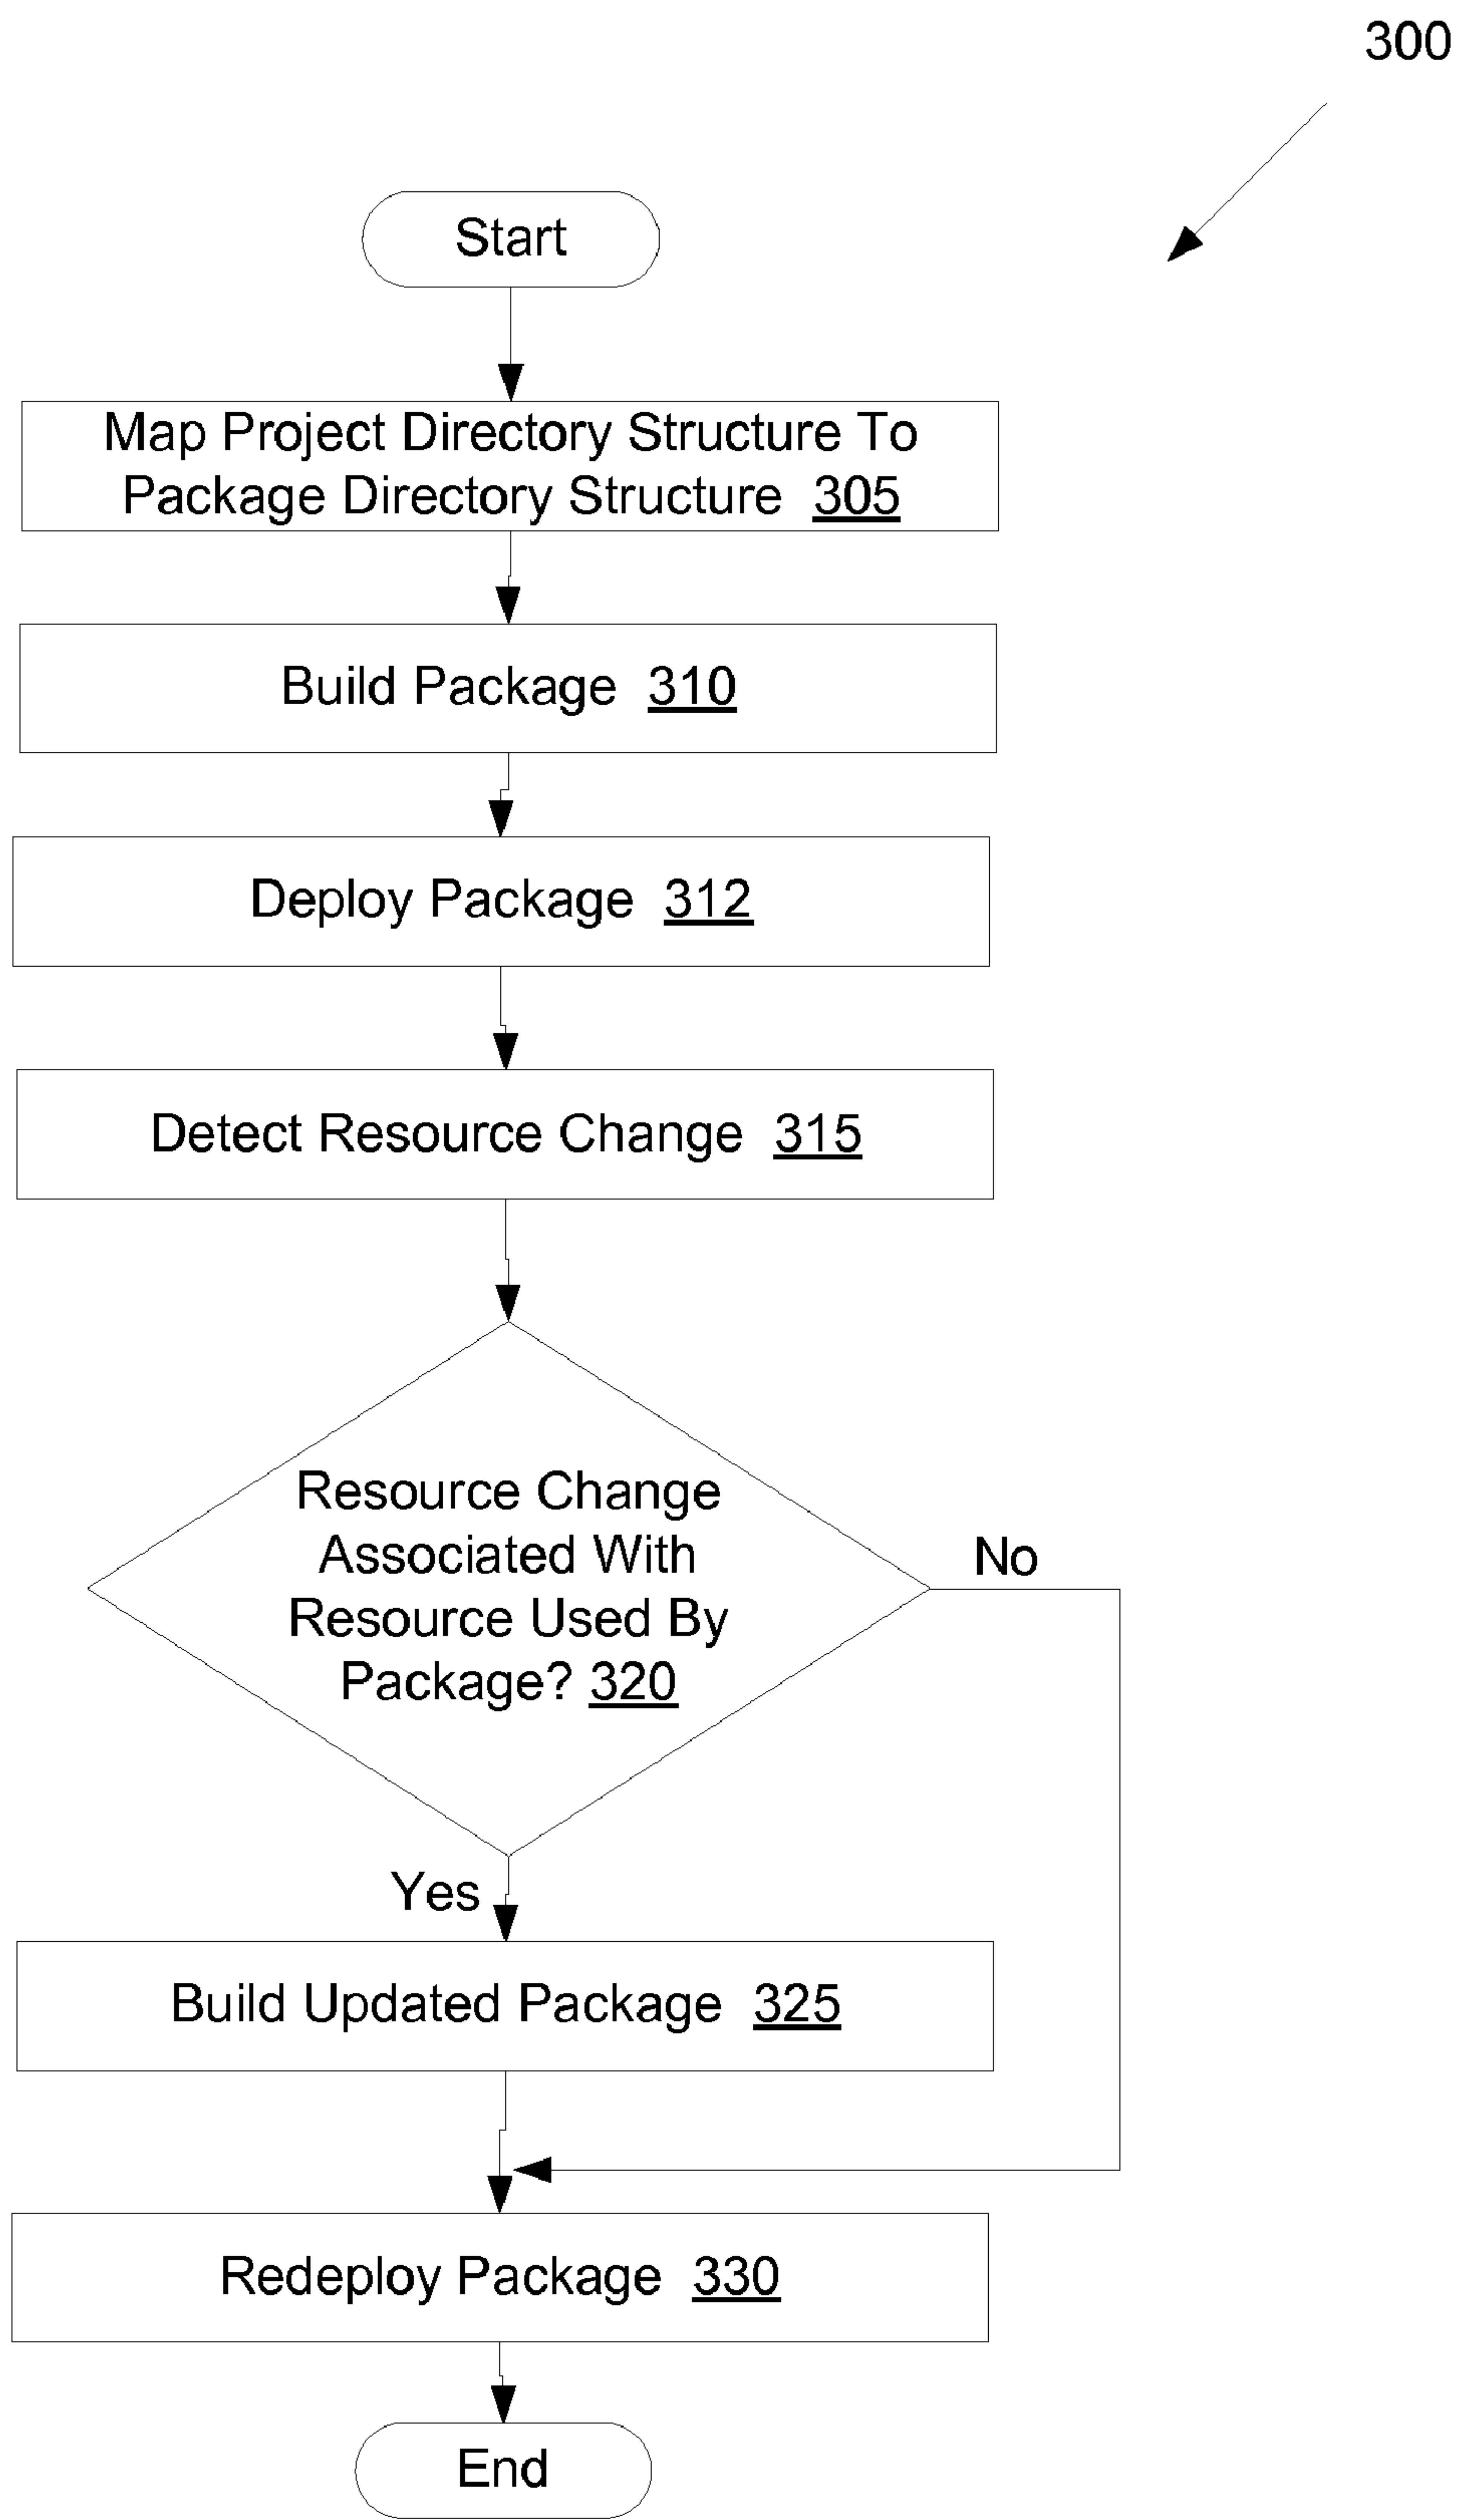 300
Start
Map Project Directory Structure To
Package Directory Structure 305
Build Package 310
Deploy Package 312
Detect Resource Change 315
Resource Change
Associated With
Resource Used By
Package? 320
No
Yes
Build Updated Package 325
Redeploy Package 330
End